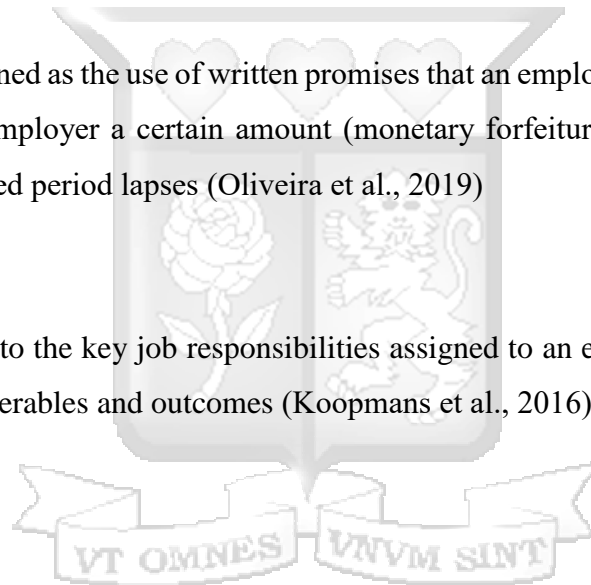 ned as the use of written promises that an emplo
mployer a certain amount (monetary forfeitur
ed period lapses (Oliveira et al., 2019)
to the key job responsibilities assigned to an e
erables and outcomes (Koopmans et al., 2016)
VT OMNES VNVM SINT